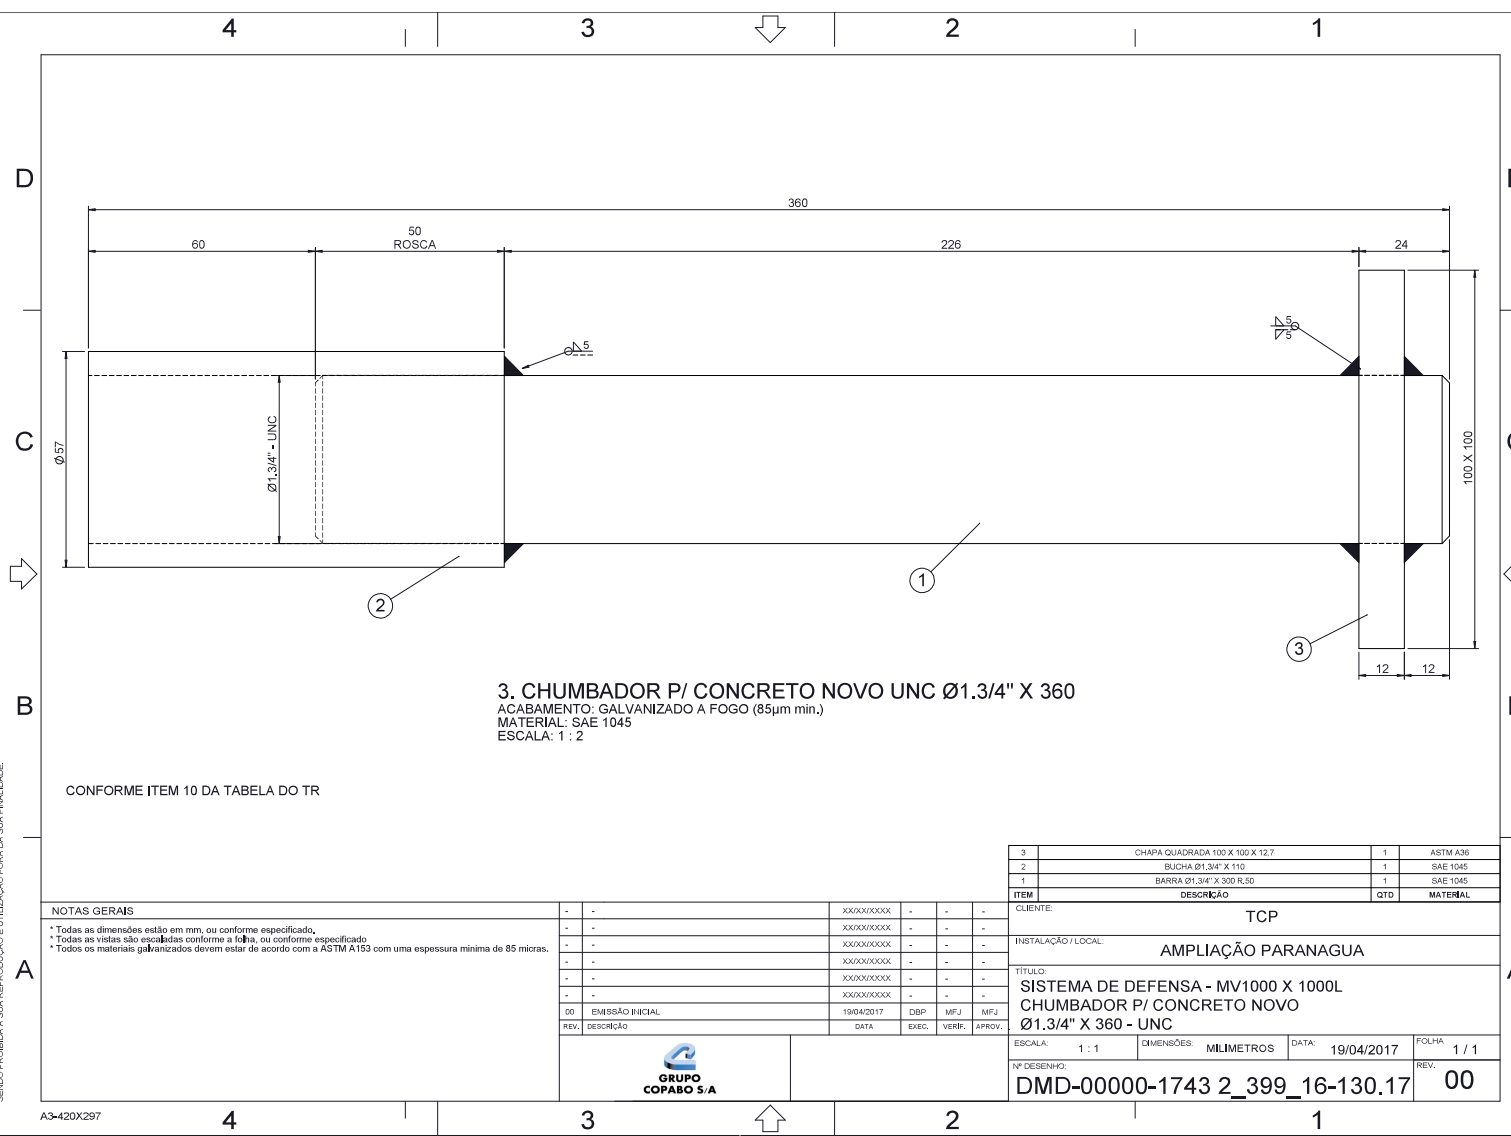 4
3
2
1
D
C
B
A
360
60
50
ROSCA
226
24
5
5
5
Ø57
Ø1.3/4" - UNC
100 X 100
1
2
3
12
12
3. CHUMBADOR P/ CONCRETO NOVO UNC Ø1.3/4" X 360
ACABAMENTO: GALVANIZADO A FOGO (85µm min.)
MATERIAL: SAE 1045
ESCALA: 1 : 2
CONFORME ITEM 10 DA TABELA DO TR
3 CHAPA QUADRADA 100 X 100 X 12,7 1 ASTM A36
2 BUCHA Ø1.3/4" X 110 1 SAE 1045
1 BARRA Ø1.3/4" X 300 R.50 1 SAE 1045
ITEM DESCRIÇÃO QTD MATERIAL
NOTAS GERAIS
* Todas as dimensões estão em mm, ou conforme especificado.
* Todas as vistas são escaladas conforme a folha, ou conforme especificado
* Todos os materiais galvanizados devem estar de acordo com a ASTM A153 com uma espessura minima de 85 micras.
- - XX/XX/XXXX - - -
- - XX/XX/XXXX - - -
- - XX/XX/XXXX - - -
- - XX/XX/XXXX - - -
- - XX/XX/XXXX - - -
- - XX/XX/XXXX - - -
00 EMISSÃO INICIAL 19/04/2017 DBP MFJ MFJ
REV. DESCRIÇÃO DATA EXEC. VERIF. APROV.
GRUPO
COPABO S/A
CLIENTE:
TCP
INSTALAÇÃO / LOCAL:
AMPLIAÇÃO PARANAGUA
TÍTULO:
SISTEMA DE DEFENSA - MV1000 X 1000L
CHUMBADOR P/ CONCRETO NOVO
Ø1.3/4" X 360 - UNC
ESCALA: 1 : 1 DIMENSÕES: MILIMETROS DATA: 19/04/2017 FOLHA 1 / 1
Nº DESENHO:
DMD-00000-1743 2_399_16-130.17
REV.
00
A3-420X297
4
3
2
1